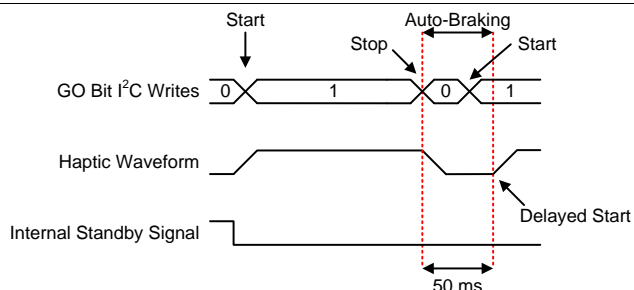 Start
Auto-Braking
Stop
Start
GO Bit I²C Writes
0
1
0
1
Haptic Waveform
Delayed Start
Internal Standby Signal
50 ms